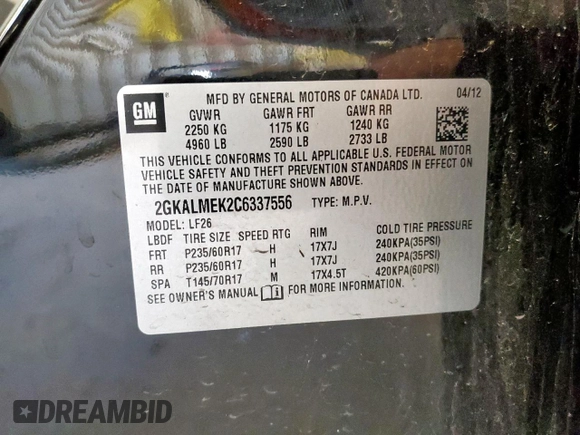 GM
MFD BY GENERAL MOTORS OF CANADA LTD. 04/12
GVWR GAWR FRT GAWR RR
2250 KG 1175 KG 1240 KG
4960 LB 2590 LB 2733 LB
THIS VEHICLE CONFORMS TO ALL APPLICABLE U.S. FEDERAL MOTOR
VEHICLE SAFETY AND THEFT PREVENTION STANDARDS IN EFFECT ON
THE DATE OF MANUFACTURE SHOWN ABOVE.
2GKALMEK2C6337556 TYPE: M.P.V.
MODEL: LF26
LBDF TIRE SIZE SPEED RTG RIM COLD TIRE PRESSURE
FRT P235/60R17 H 17X7J 240KPA(35PSI)
RR P235/60R17 H 17X7J 240KPA(35PSI)
SPA T145/70R17 M 17X4.5T 420KPA(60PSI)
SEE OWNER'S MANUAL FOR MORE INFORMATION
DREAMBID